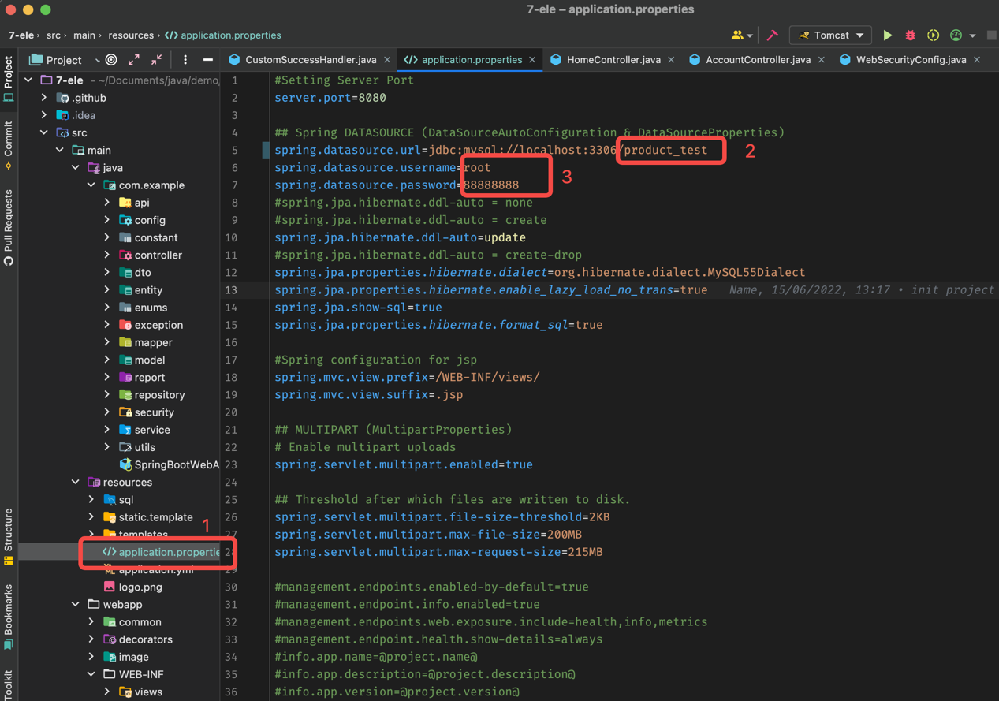 7-ele – application.properties
7-ele › src › main › resources › </> application.properties
Tomcat
Project
CustomSuccessHandler.java
</> application.properties
HomeController.java
AccountController.java
WebSecurityConfig.java
Project
Commit
Pull Requests
Structure
Bookmarks
Toolkit
7-ele - ~/Documents/java/demo
.github
.idea
src
main
java
com.example
api
config
constant
controller
dto
entity
enums
exception
mapper
model
report
repository
security
service
utils
SpringBootWebA
resources
sql
static.template
templates
</> application.propertie
application.yml
logo.png
webapp
common
decorators
image
WEB-INF
views
1
2
3
1 #Setting Server Port
2 server.port=8080
3
4 ## Spring DATASOURCE (DataSourceAutoConfiguration & DataSourceProperties)
5 spring.datasource.url=jdbc:mysql://localhost:3306/product_test
6 spring.datasource.username=root
7 spring.datasource.password=88888888
8 #spring.jpa.hibernate.ddl-auto = none
9 #spring.jpa.hibernate.ddl-auto = create
10 spring.jpa.hibernate.ddl-auto=update
11 #spring.jpa.hibernate.ddl-auto = create-drop
12 spring.jpa.properties.hibernate.dialect=org.hibernate.dialect.MySQL55Dialect
13 spring.jpa.properties.hibernate.enable_lazy_load_no_trans=true Name, 15/06/2022, 13:17 • init project
14 spring.jpa.show-sql=true
15 spring.jpa.properties.hibernate.format_sql=true
16
17 #Spring configuration for jsp
18 spring.mvc.view.prefix=/WEB-INF/views/
19 spring.mvc.view.suffix=.jsp
20
21 ## MULTIPART (MultipartProperties)
22 # Enable multipart uploads
23 spring.servlet.multipart.enabled=true
24
25 ## Threshold after which files are written to disk.
26 spring.servlet.multipart.file-size-threshold=2KB
27 spring.servlet.multipart.max-file-size=200MB
28 spring.servlet.multipart.max-request-size=215MB
29
30 #management.endpoints.enabled-by-default=true
31 #management.endpoint.info.enabled=true
32 #management.endpoints.web.exposure.include=health,info,metrics
33 #management.endpoint.health.show-details=always
34 #info.app.name=@project.name@
35 #info.app.description=@project.description@
36 #info.app.version=@project.version@